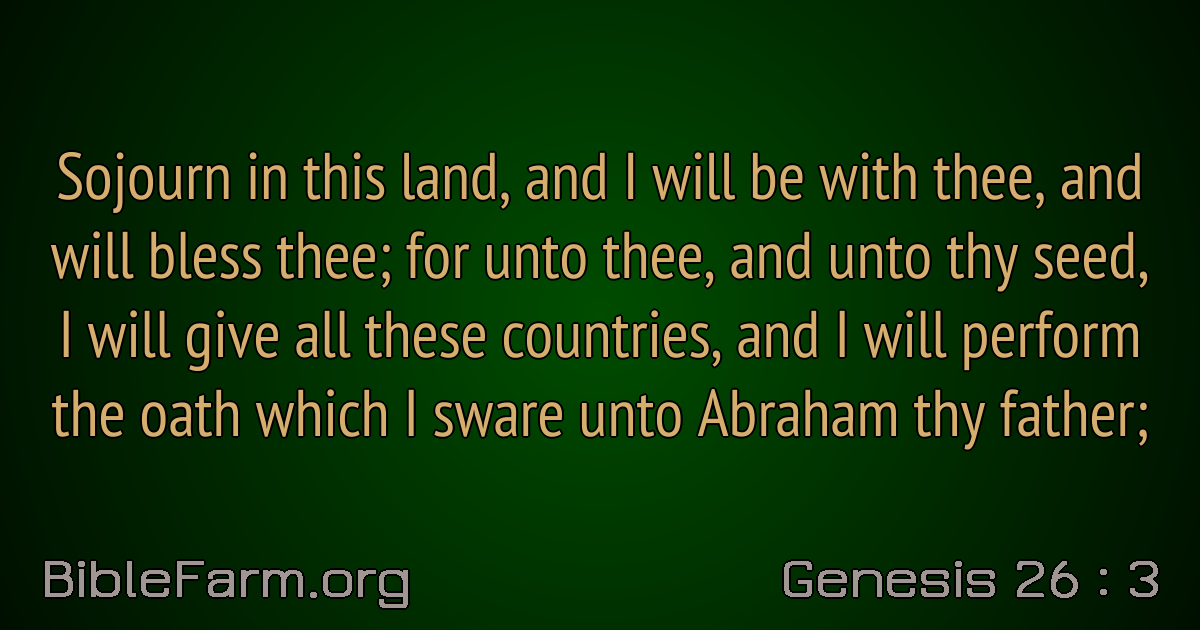 Sojourn in this land, and I will be with thee, and
will bless thee; for unto thee, and unto thy seed,
I will give all these countries, and I will perform
the oath which I sware unto Abraham thy father;
BibleFarm.org
Genesis 26 : 3